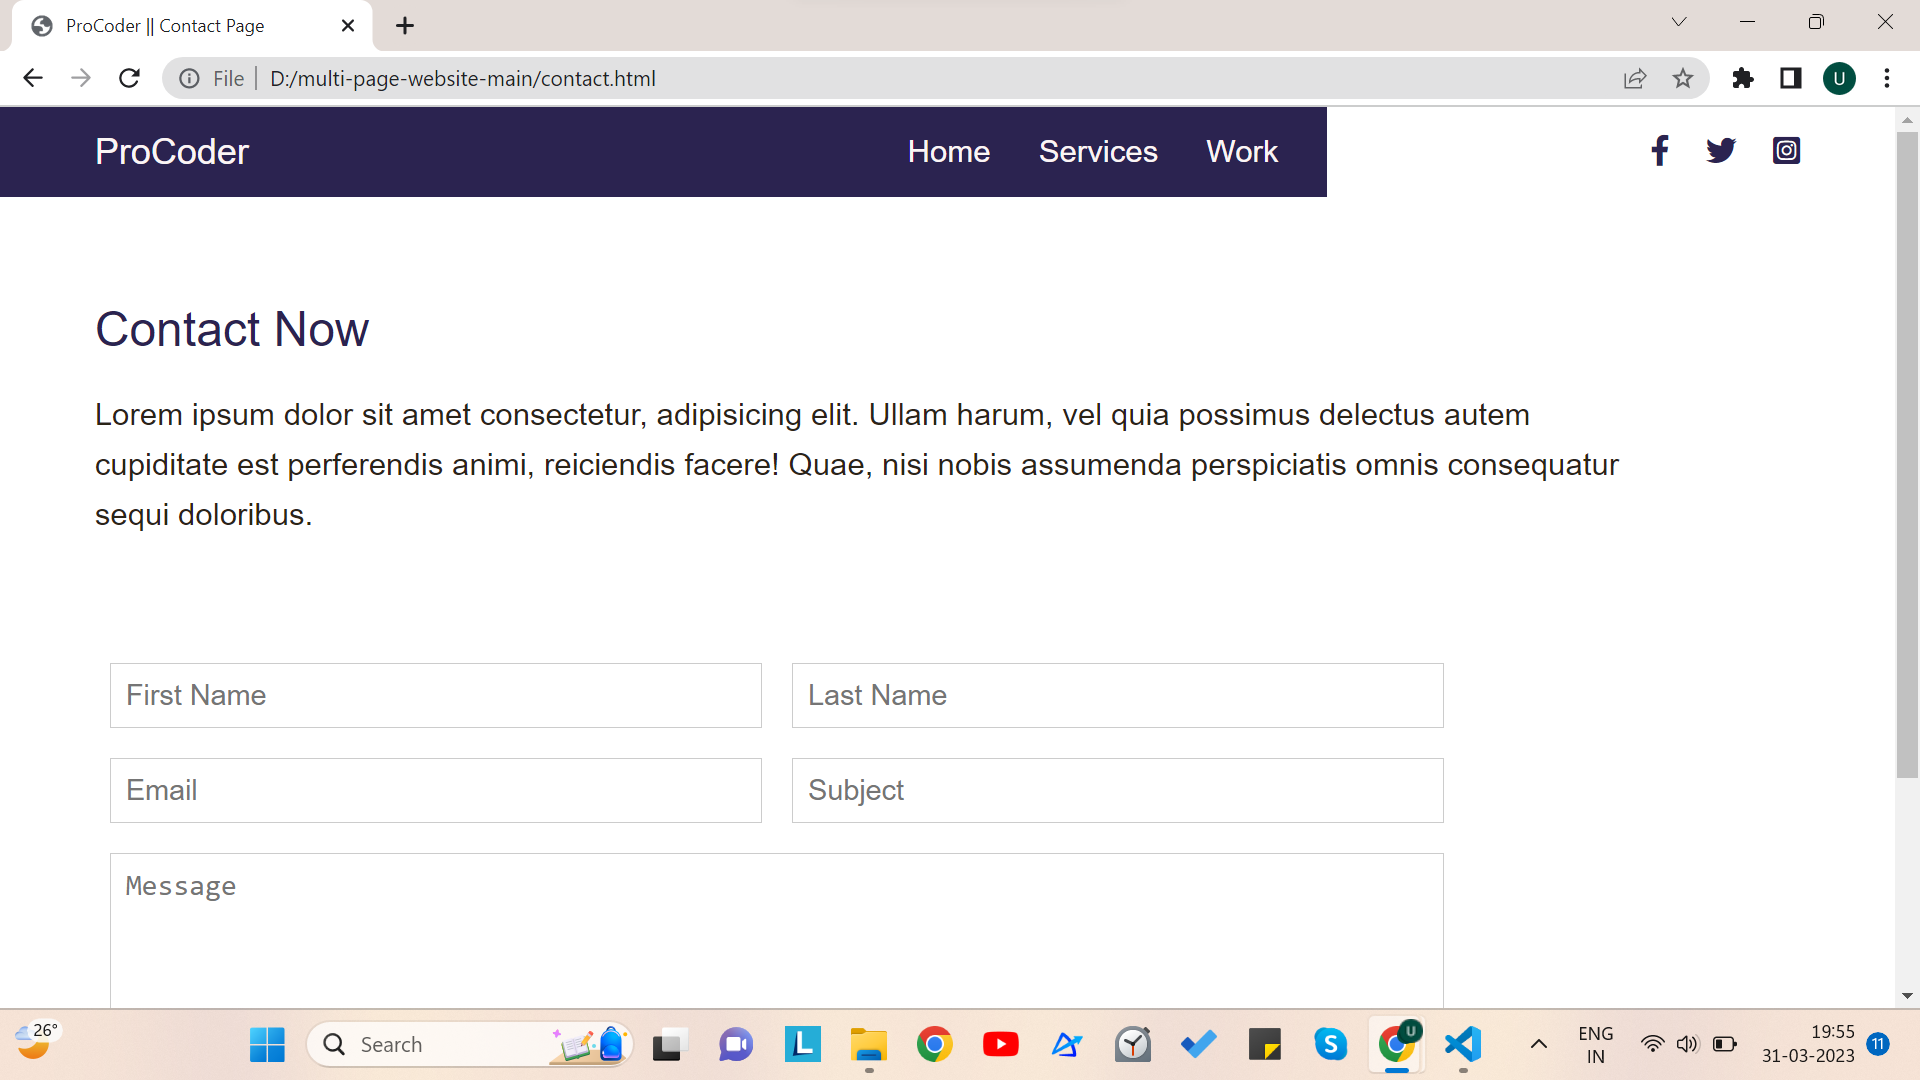 ProCoder || Contact Page
File
D:/multi-page-website-main/contact.html
U
ProCoder
Home
Services
Work
Contact Now
Lorem ipsum dolor sit amet consectetur, adipisicing elit. Ullam harum, vel quia possimus delectus autem
cupiditate est perferendis animi, reiciendis facere! Quae, nisi nobis assumenda perspiciatis omnis consequatur
sequi doloribus.
First Name
Last Name
Email
Subject
Message
26°
Search
L
S
U
ENG
IN
19:55
31-03-2023
11